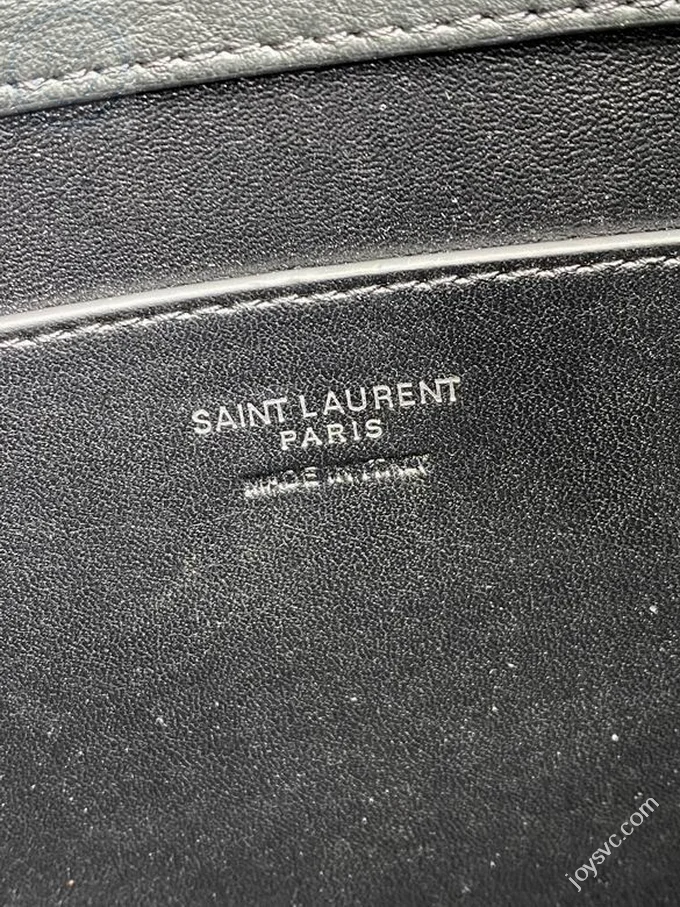 SAINT LAURENT
PARIS
MADE IN ITALY
joysvc.com